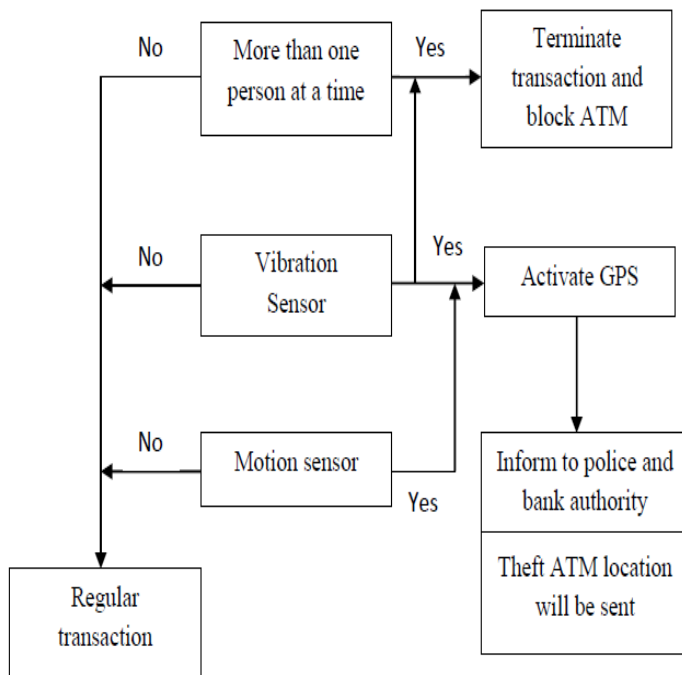 No
More than one
person at a time
Yes
Terminate
transaction and
block ATM
No
Vibration
Sensor
Yes
Activate GPS
No
Motion sensor
Yes
Inform to police and
bank authority
Theft ATM location
will be sent
Regular
transaction